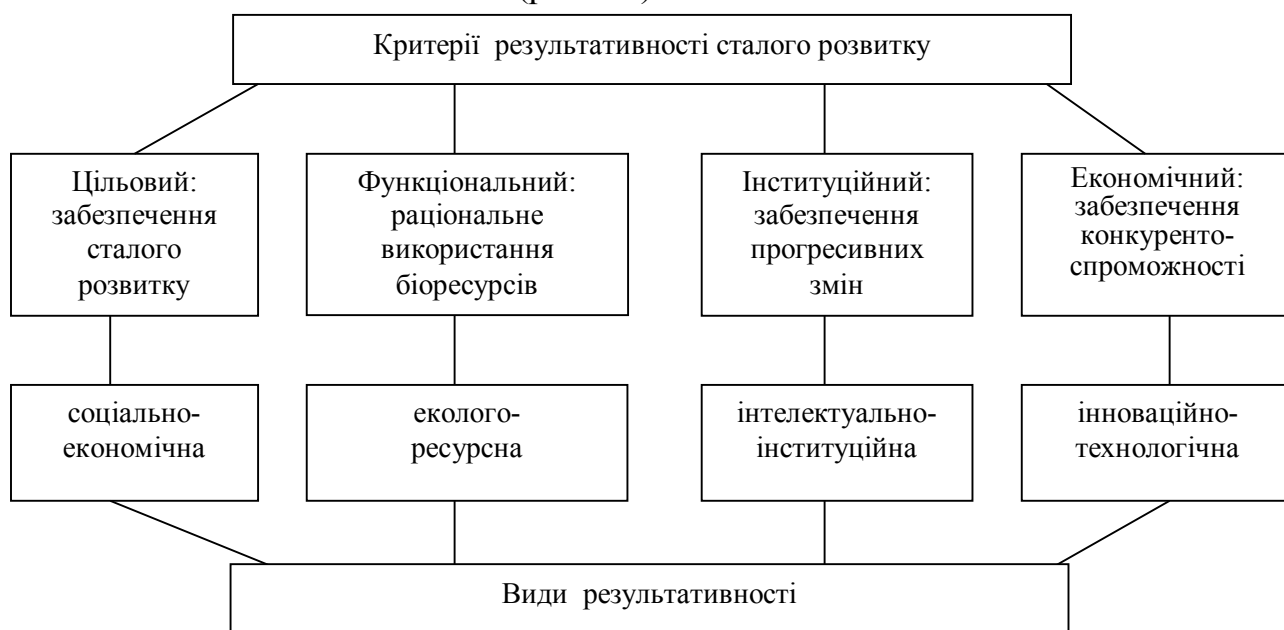 Критерії результативності сталого розвитку
Цільовий:
забезпечення
сталого
розвитку
Функціональний:
раціональне
використання
біоресурсів
Інституційний:
забезпечення
прогресивних
змін
Економічний:
забезпечення
конкуренто-
спроможності
соціально-
економічна
еколого-
ресурсна
інтелектуально-
інституційна
інноваційно-
технологічна
Види результативності